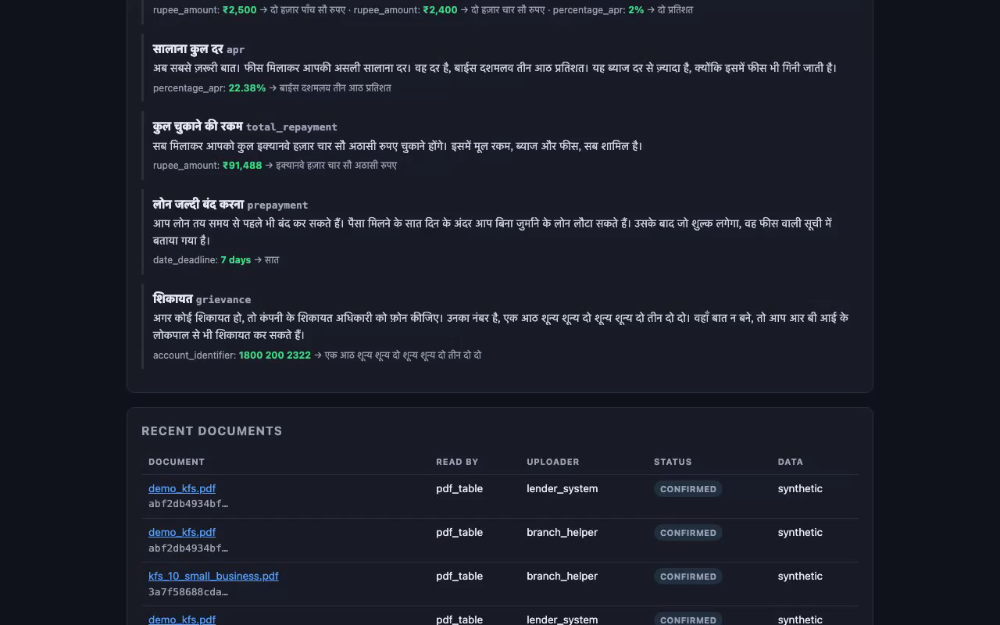 rupee_amount: ₹2,500 → दो हज़ार पाँच सौ रुपए · rupee_amount: ₹2,400 → दो हज़ार चार सौ रुपए · percentage_apr: 2% → दो प्रतिशत
सालाना कुल दर apr
अब सबसे ज़रूरी बात। फीस मिलाकर आपकी असली सालाना दर। वह दर है, बाईस दशमलव तीन आठ प्रतिशत। यह ब्याज दर से ज़्यादा है, क्योंकि इसमें फीस भी गिनी जाती है।
percentage_apr: 22.38% → बाईस दशमलव तीन आठ प्रतिशत
कुल चुकाने की रकम total_repayment
सब मिलाकर आपको कुल इक्यानवे हज़ार चार सौ अठासी रुपए चुकाने होंगे। इसमें मूल रकम, ब्याज और फीस, सब शामिल है।
rupee_amount: ₹91,488 → इक्यानवे हज़ार चार सौ अठासी रुपए
लोन जल्दी बंद करना prepayment
आप लोन तय समय से पहले भी बंद कर सकते हैं। पैसा मिलने के सात दिन के अंदर आप बिना जुर्माने के लोन लौटा सकते हैं। उसके बाद जो शुल्क लगेगा, वह फीस वाली सूची में
बताया गया है।
date_deadline: 7 days → सात
शिकायत grievance
अगर कोई शिकायत हो, तो कंपनी के शिकायत अधिकारी को फ़ोन कीजिए। उनका नंबर है, एक आठ शून्य शून्य दो शून्य शून्य दो तीन दो दो। वहाँ बात न बने, तो आप आर बी आई के
लोकपाल से भी शिकायत कर सकते हैं।
account_identifier: 1800 200 2322 → एक आठ शून्य शून्य दो शून्य शून्य दो तीन दो दो
RECENT DOCUMENTS
DOCUMENT READ BY UPLOADER STATUS DATA
demo_kfs.pdf pdf_table lender_system CONFIRMED synthetic
abf2db4934bf…
demo_kfs.pdf pdf_table branch_helper CONFIRMED synthetic
abf2db4934bf…
kfs_10_small_business.pdf pdf_table branch_helper CONFIRMED synthetic
3a7f58688cda…
demo_kfs.pdf pdf_table lender_system CONFIRMED synthetic